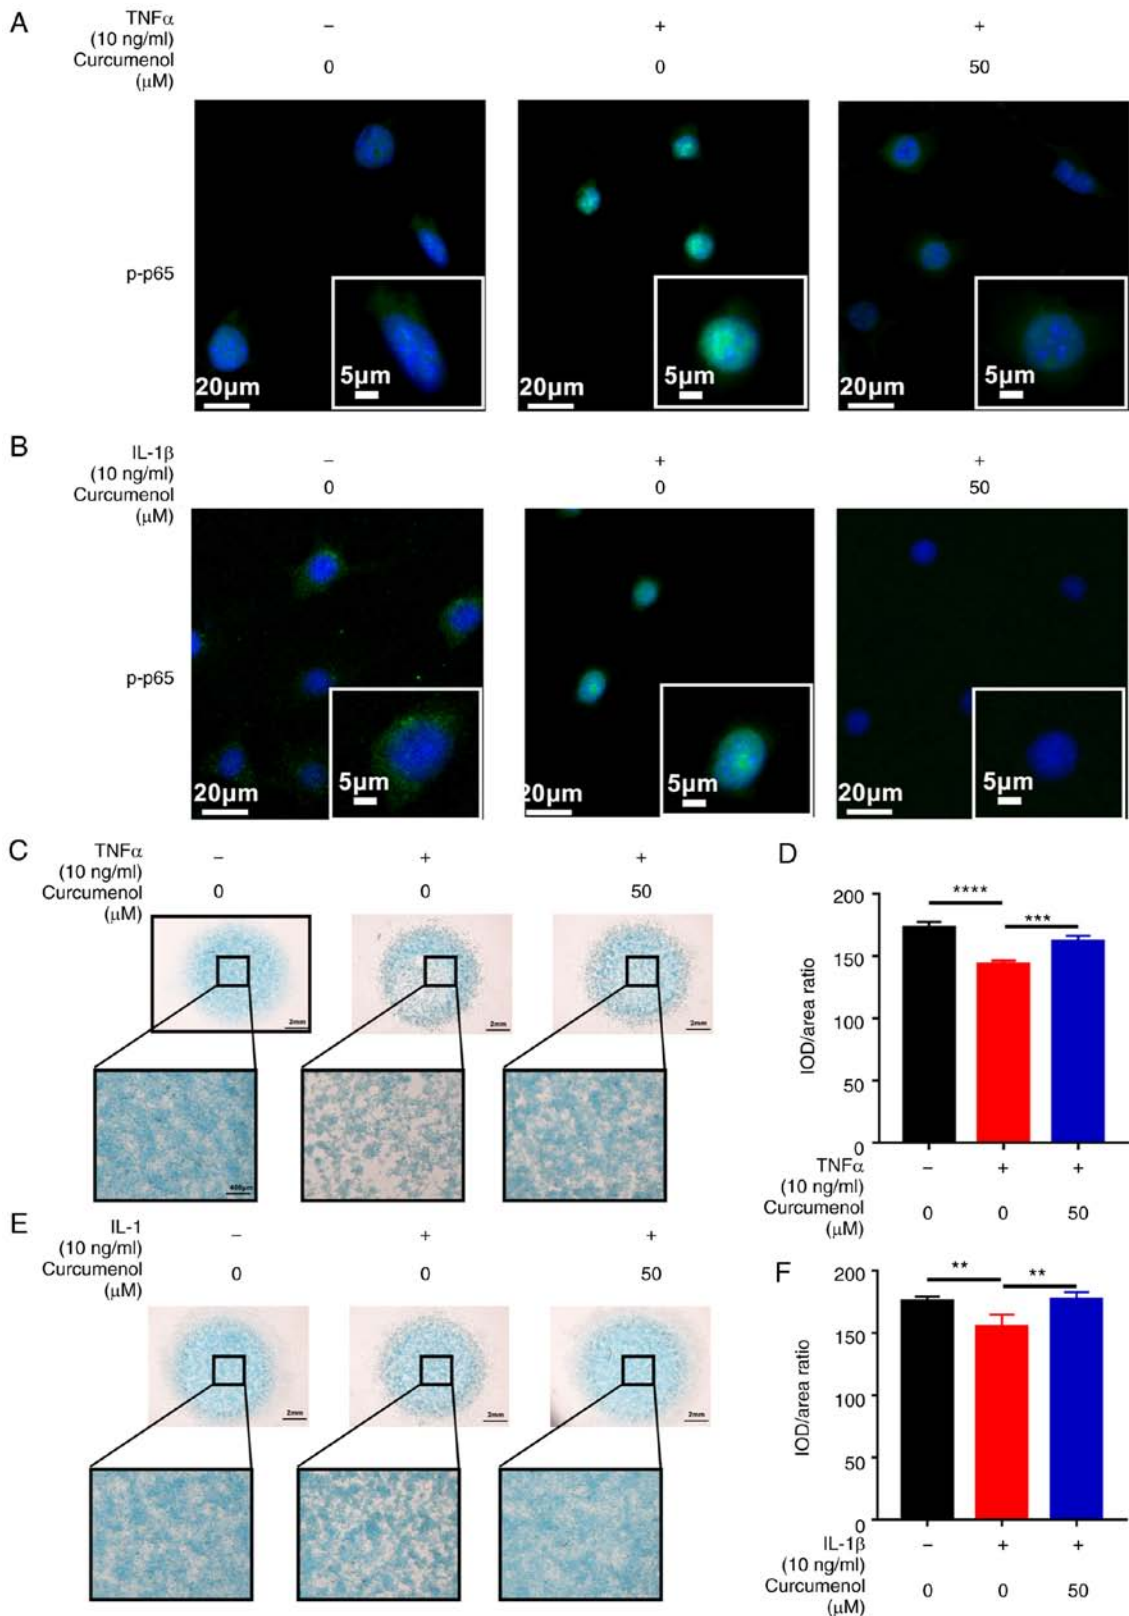 A
TNFα − + +
(10 ng/ml)
Curcumenol 0 0 50
(μM)
p-p65
20μm 5μm 20μm 5μm 20μm 5μm
B
IL-1β − + +
(10 ng/ml)
Curcumenol 0 0 50
(μM)
p-p65
20μm 5μm 20μm 5μm 20μm 5μm
C
TNFα − + +
(10 ng/ml)
Curcumenol 0 0 50
(μM)
2mm 2mm 2mm
400μm
D
IOD/area ratio
200
150
100
50
0
**** ***
TNFα − + +
(10 ng/ml)
Curcumenol 0 0 50
(μM)
E
IL-1 − + +
(10 ng/ml)
Curcumenol 0 0 50
(μM)
2mm 2mm 2mm
F
IOD/area ratio
200
150
100
50
0
** **
IL-1β − + +
(10 ng/ml)
Curcumenol 0 0 50
(μM)